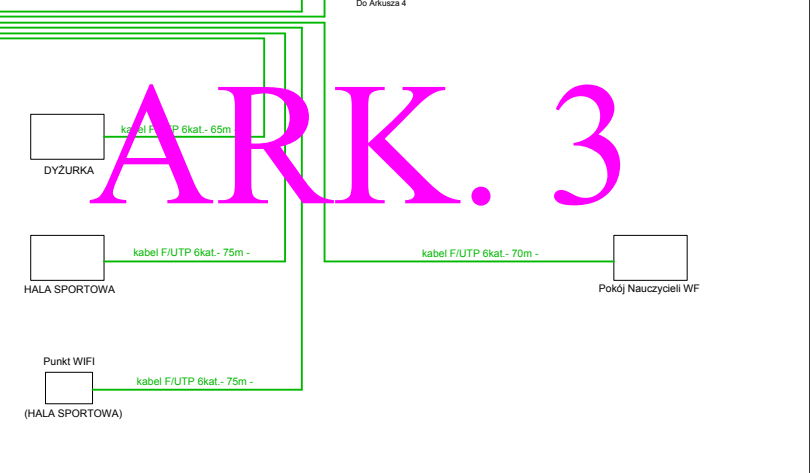 Do Arkusza 4
kabel F/UTP 6kat.- 65m -
DYŻURKA
ARK. 3
kabel F/UTP 6kat.- 75m -
HALA SPORTOWA
kabel F/UTP 6kat.- 70m -
Pokój Nauczycieli WF
Punkt WIFI
kabel F/UTP 6kat.- 75m -
(HALA SPORTOWA)